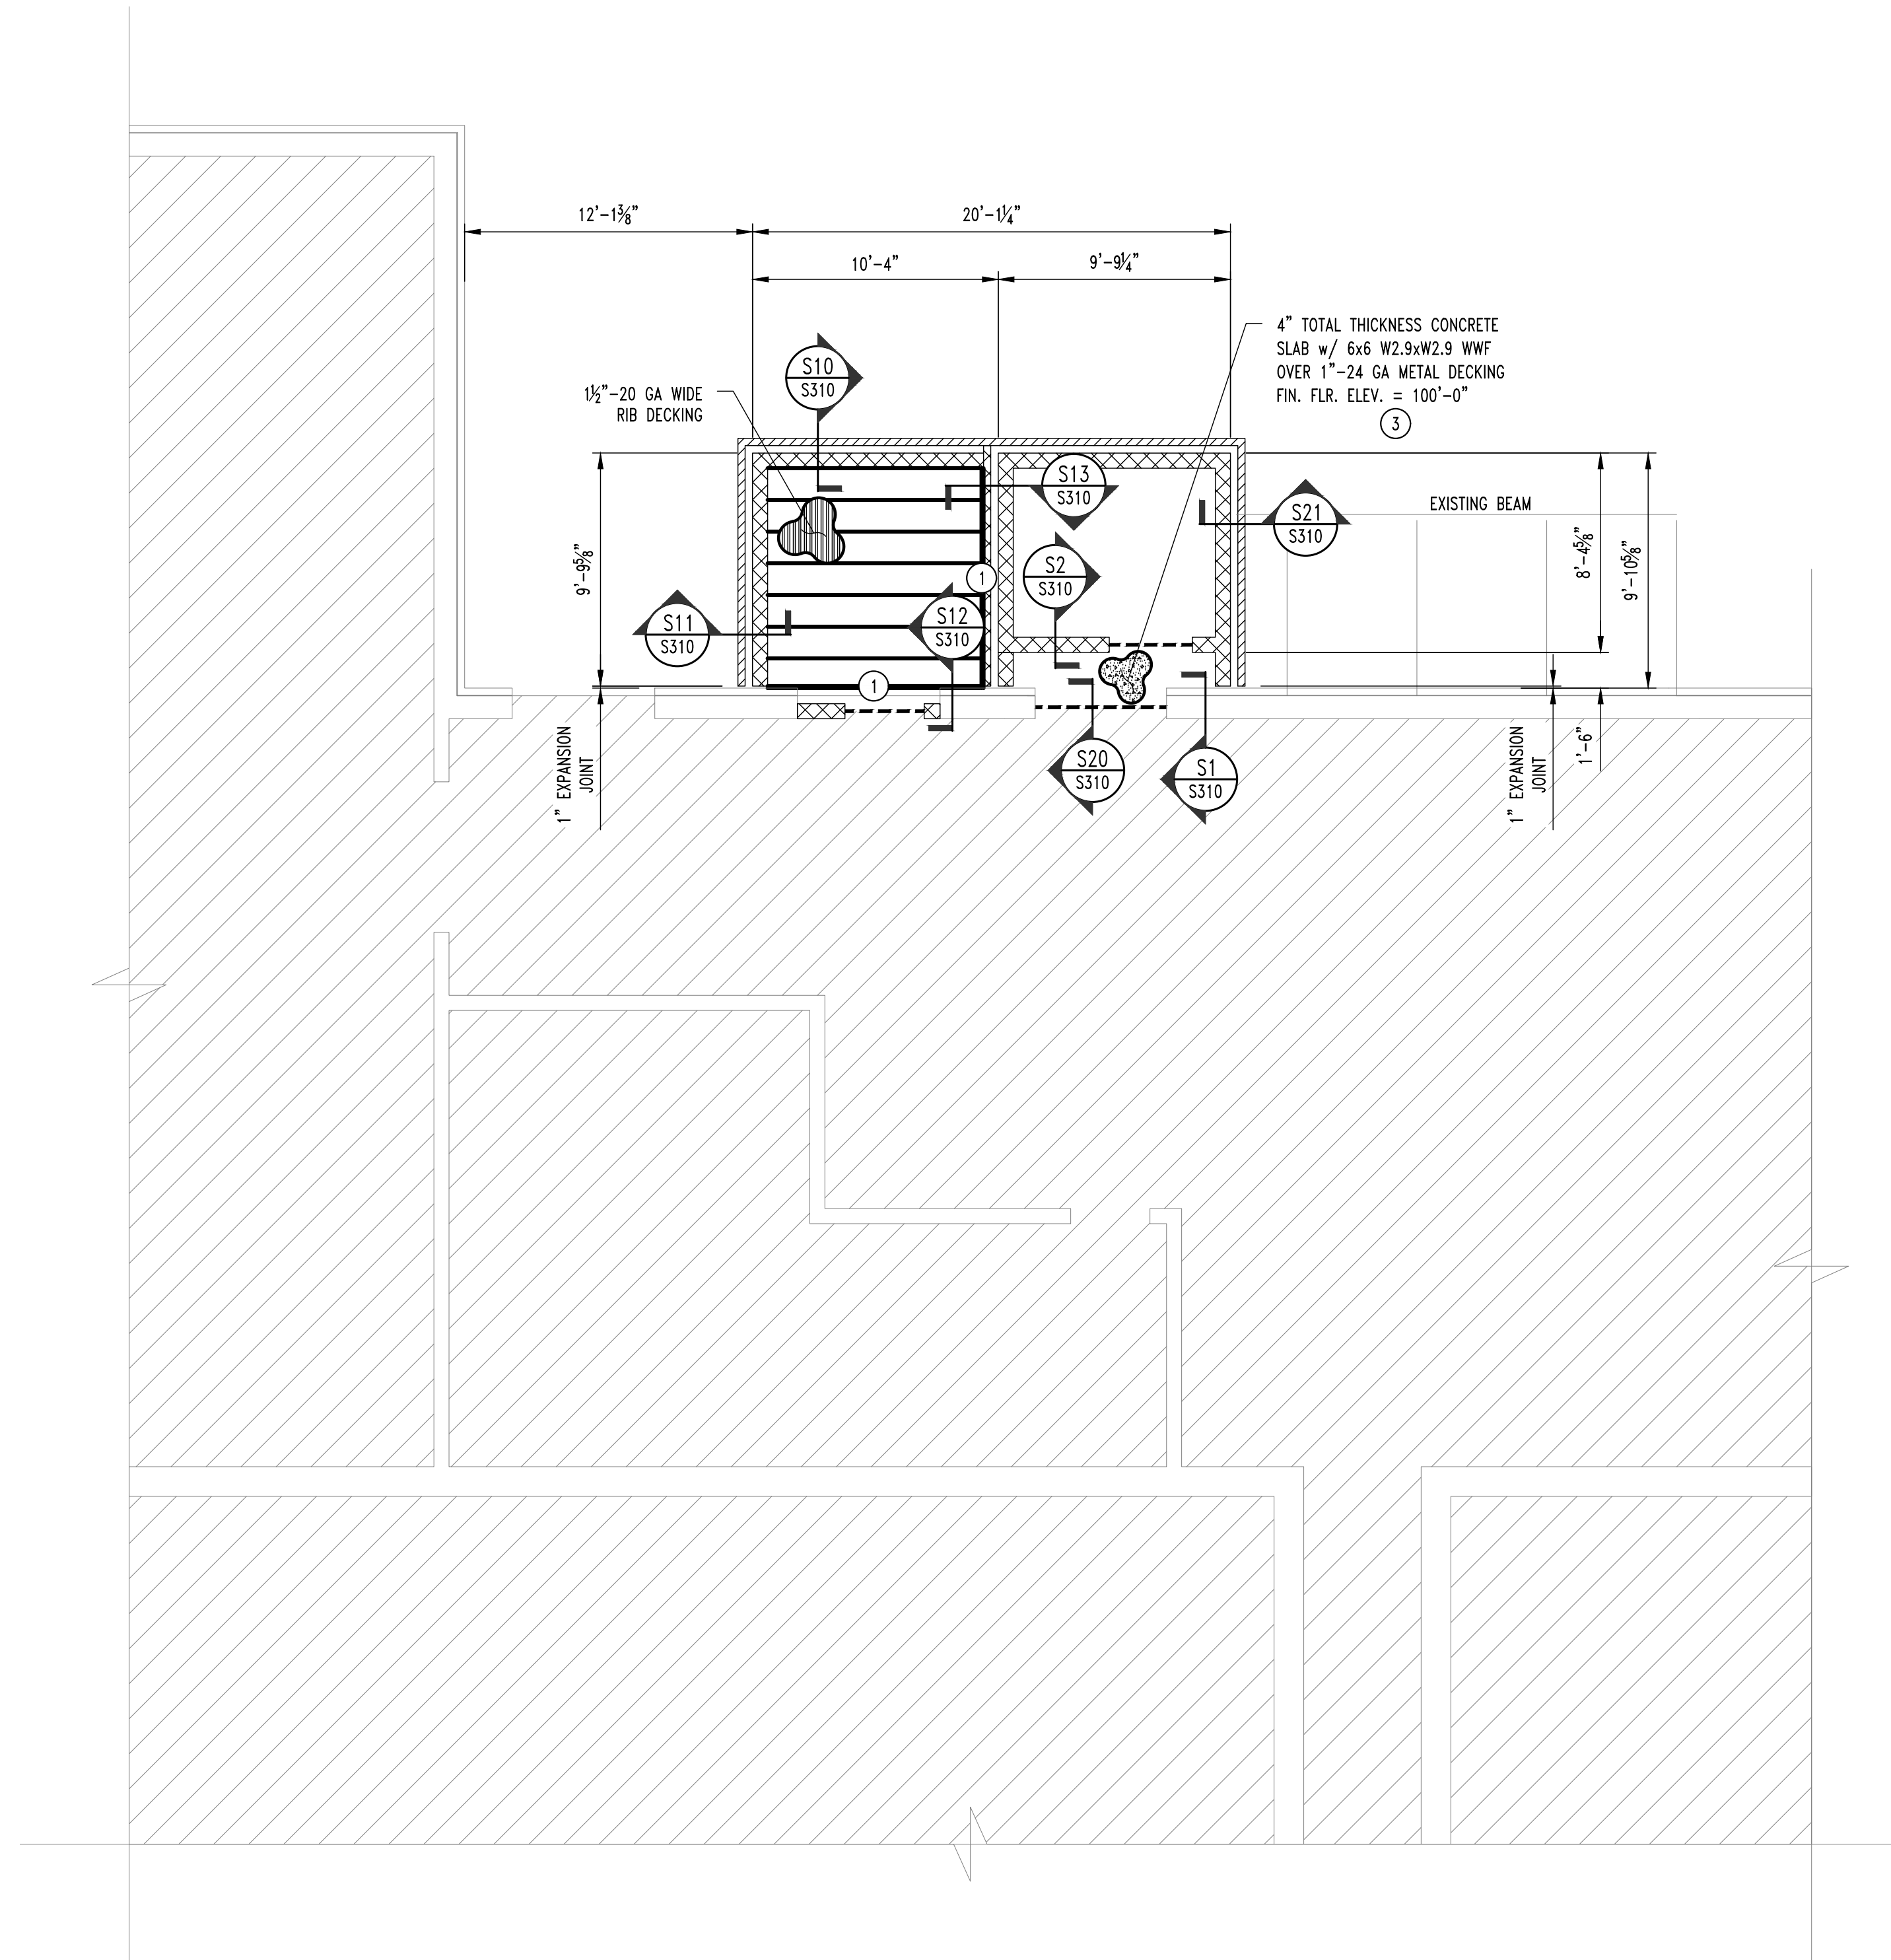 12'-1⅜"
20'-1¼"
10'-4"
9'-9¼"
4" TOTAL THICKNESS CONCRETE
SLAB w/ 6x6 W2.9xW2.9 WWF
OVER 1"-24 GA METAL DECKING
FIN. FLR. ELEV. = 100'-0"
3
S10
S310
1½"-20 GA WIDE
RIB DECKING
S13
S310
EXISTING BEAM
S21
S310
9'-9⅝"
8'-4⅝"
9'-10⅝"
S2
S310
1
S11
S310
S12
S310
1
1" EXPANSION
JOINT
S20
S310
S1
S310
1" EXPANSION
JOINT
1'-6"